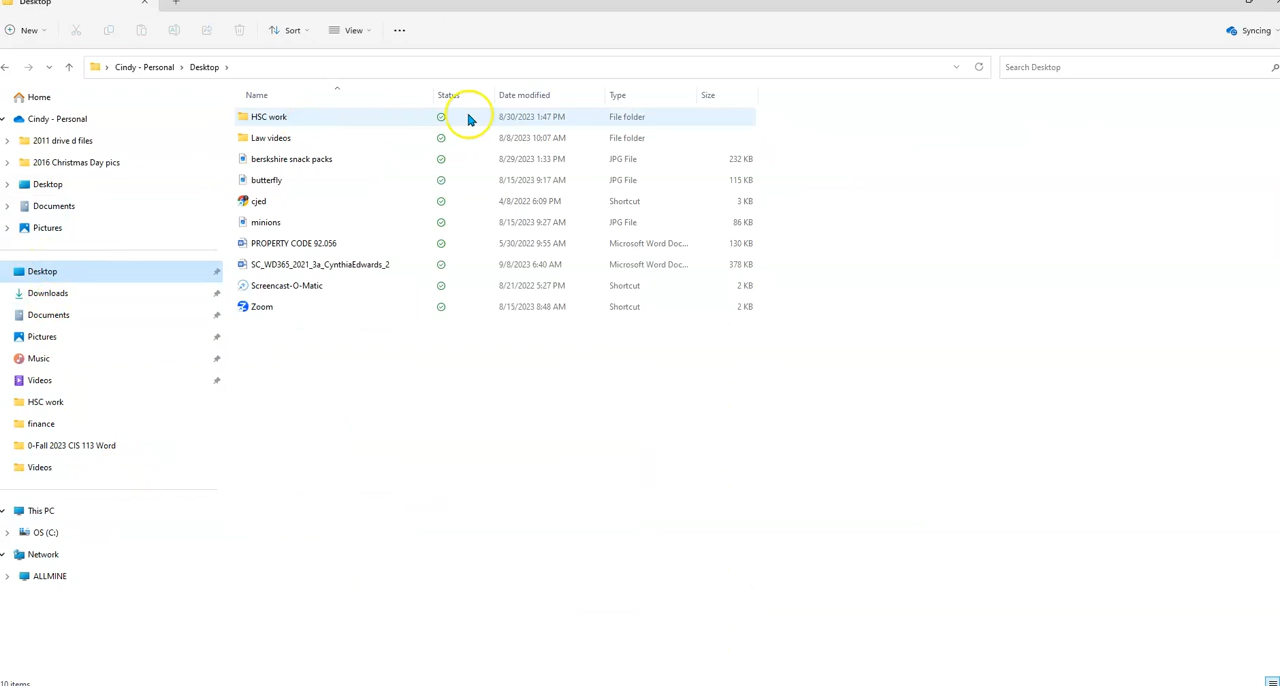 Desktop
New Sort View Syncing
Cindy - Personal Desktop Search Desktop
Name Status Date modified Type Size
Home
Cindy - Personal
2011 drive d files
2016 Christmas Day pics
Desktop
Documents
Pictures
Desktop
Downloads
Documents
Pictures
Music
Videos
HSC work
finance
0-Fall 2023 CIS 113 Word
Videos
This PC
OS (C:)
Network
ALLMINE
HSC work 8/30/2023 1:47 PM File folder
Law videos 8/8/2023 10:07 AM File folder
berskshire snack packs 8/29/2023 1:33 PM JPG File 232 KB
butterfly 8/15/2023 9:17 AM JPG File 115 KB
cjed 4/8/2022 6:09 PM Shortcut 3 KB
minions 8/15/2023 9:27 AM JPG File 86 KB
PROPERTY CODE 92.056 5/30/2022 9:55 AM Microsoft Word Doc... 130 KB
SC_WD365_2021_3a_CynthiaEdwards_2 9/8/2023 6:40 AM Microsoft Word Doc... 378 KB
Screencast-O-Matic 8/21/2022 5:27 PM Shortcut 2 KB
Zoom 8/15/2023 8:48 AM Shortcut 2 KB
10 items